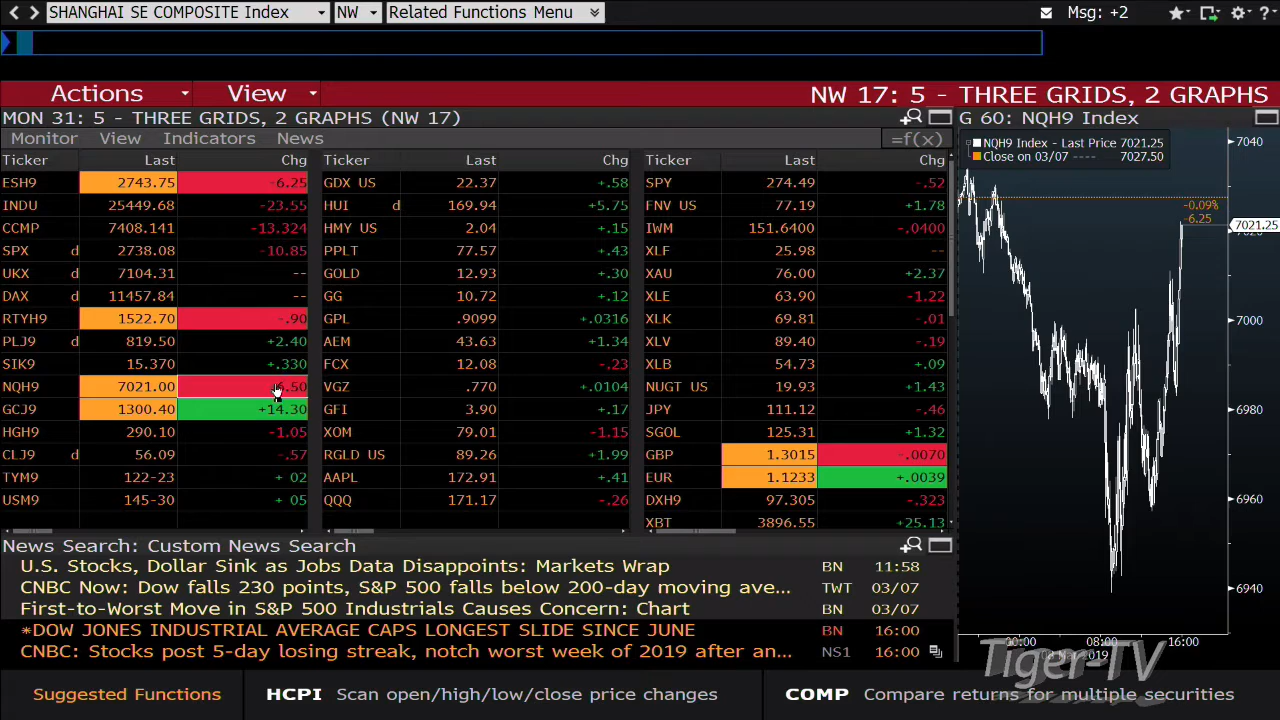 SHANGHAI SE COMPOSITE Index NW Related Functions Menu Msg: +2 ?
Actions View NW 17: 5 - THREE GRIDS, 2 GRAPHS
MON 31: 5 - THREE GRIDS, 2 GRAPHS (NW 17)
Monitor View Indicators News =f(x)
Ticker Last Chg Ticker Last Chg Ticker Last Chg
ESH9 2743.75 -6.25 GDX US 22.37 +.58 SPY 274.49 -.52
INDU 25449.68 -23.55 HUI d 169.94 +5.75 FNV US 77.19 +1.78
CCMP 7408.141 -13.324 HMY US 2.04 +.15 IWM 151.6400 -.0400
SPX d 2738.08 -10.85 PPLT 77.57 +.43 XLF 25.98 --
UKX d 7104.31 -- GOLD 12.93 +.30 XAU 76.00 +2.37
DAX d 11457.84 -- GG 10.72 +.12 XLE 63.90 -1.22
RTYH9 1522.70 -.90 GPL .9099 +.0316 XLK 69.81 -.01
PLJ9 d 819.50 +2.40 AEM 43.63 +1.34 XLV 89.40 -.19
SIK9 15.370 +.330 FCX 12.08 -.23 XLB 54.73 +.09
NQH9 7021.00 .50 VGZ .770 +.0104 NUGT US 19.93 +1.43
GCJ9 1300.40 +14.30 GFI 3.90 +.17 JPY 111.12 -.46
HGH9 290.10 -1.05 XOM 79.01 -1.15 SGOL 125.31 +1.32
CLJ9 d 56.09 -.57 RGLD US 89.26 +1.99 GBP 1.3015 -.0070
TYM9 122-23 + 02 AAPL 172.91 +.41 EUR 1.1233 +.0039
USM9 145-30 + 05 QQQ 171.17 -.26 DXH9 97.305 -.323
XBT 3896.55 +25.13
G 60: NQH9 Index
NQH9 Index - Last Price 7021.25
Close on 03/07 ---- 7027.50
7040
-0.09%
-6.25
7021.25
7000
6980
6960
6940
00:00 08:00 16:00
08 Mar 2019
News Search: Custom News Search
U.S. Stocks, Dollar Sink as Jobs Data Disappoints: Markets Wrap BN 11:58
CNBC Now: Dow falls 230 points, S&P 500 falls below 200-day moving ave... TWT 03/07
First-to-Worst Move in S&P 500 Industrials Causes Concern: Chart BN 03/07
*DOW JONES INDUSTRIAL AVERAGE CAPS LONGEST SLIDE SINCE JUNE BN 16:00
CNBC: Stocks post 5-day losing streak, notch worst week of 2019 after an... NS1 16:00
Tiger-TV
Suggested Functions HCPI Scan open/high/low/close price changes COMP Compare returns for multiple securities